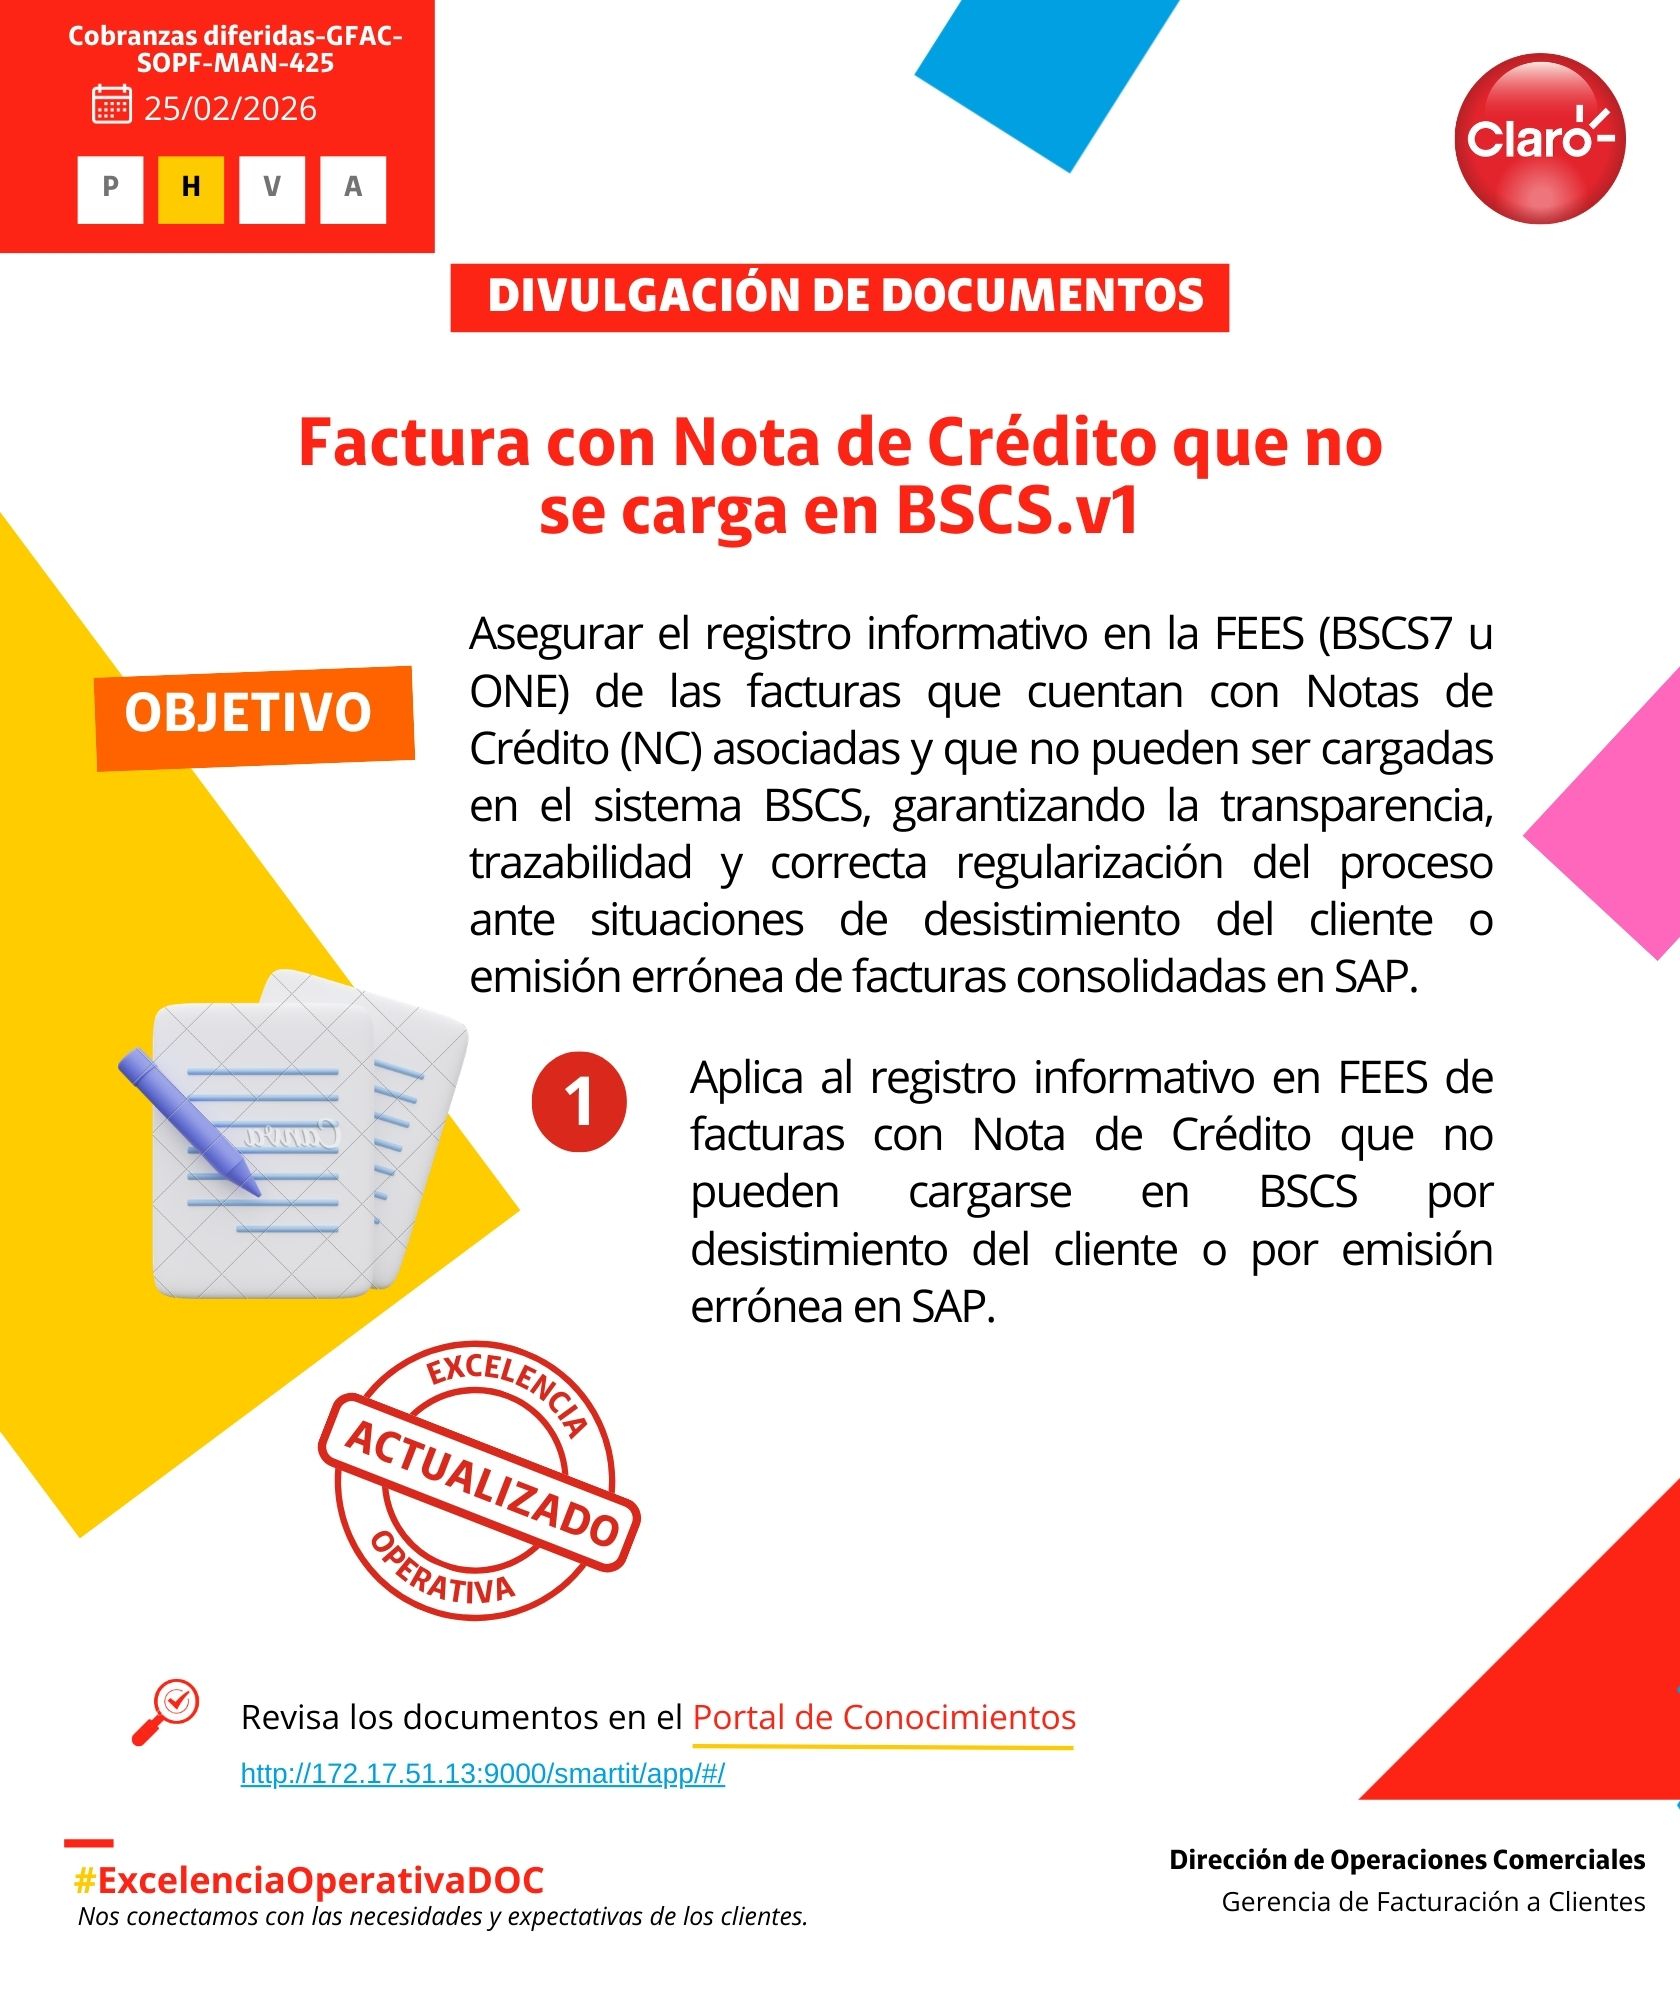 Cobranzas diferidas-GFAC-
SOPF-MAN-425
25/02/2026
P H V A
Claro
DIVULGACIÓN DE DOCUMENTOS
Factura con Nota de Crédito que no
se carga en BSCS.v1
OBJETIVO
Asegurar el registro informativo en la FEES (BSCS7 u
ONE) de las facturas que cuentan con Notas de
Crédito (NC) asociadas y que no pueden ser cargadas
en el sistema BSCS, garantizando la transparencia,
trazabilidad y correcta regularización del proceso
ante situaciones de desistimiento del cliente o
emisión errónea de facturas consolidadas en SAP.
Canva
1
Aplica al registro informativo en FEES de
facturas con Nota de Crédito que no
pueden cargarse en BSCS por
desistimiento del cliente o por emisión
errónea en SAP.
EXCELENCIA
ACTUALIZADO
OPERATIVA
Revisa los documentos en el Portal de Conocimientos
http://172.17.51.13:9000/smartit/app/#/
#ExcelenciaOperativaDOC
Nos conectamos con las necesidades y expectativas de los clientes.
Dirección de Operaciones Comerciales
Gerencia de Facturación a Clientes